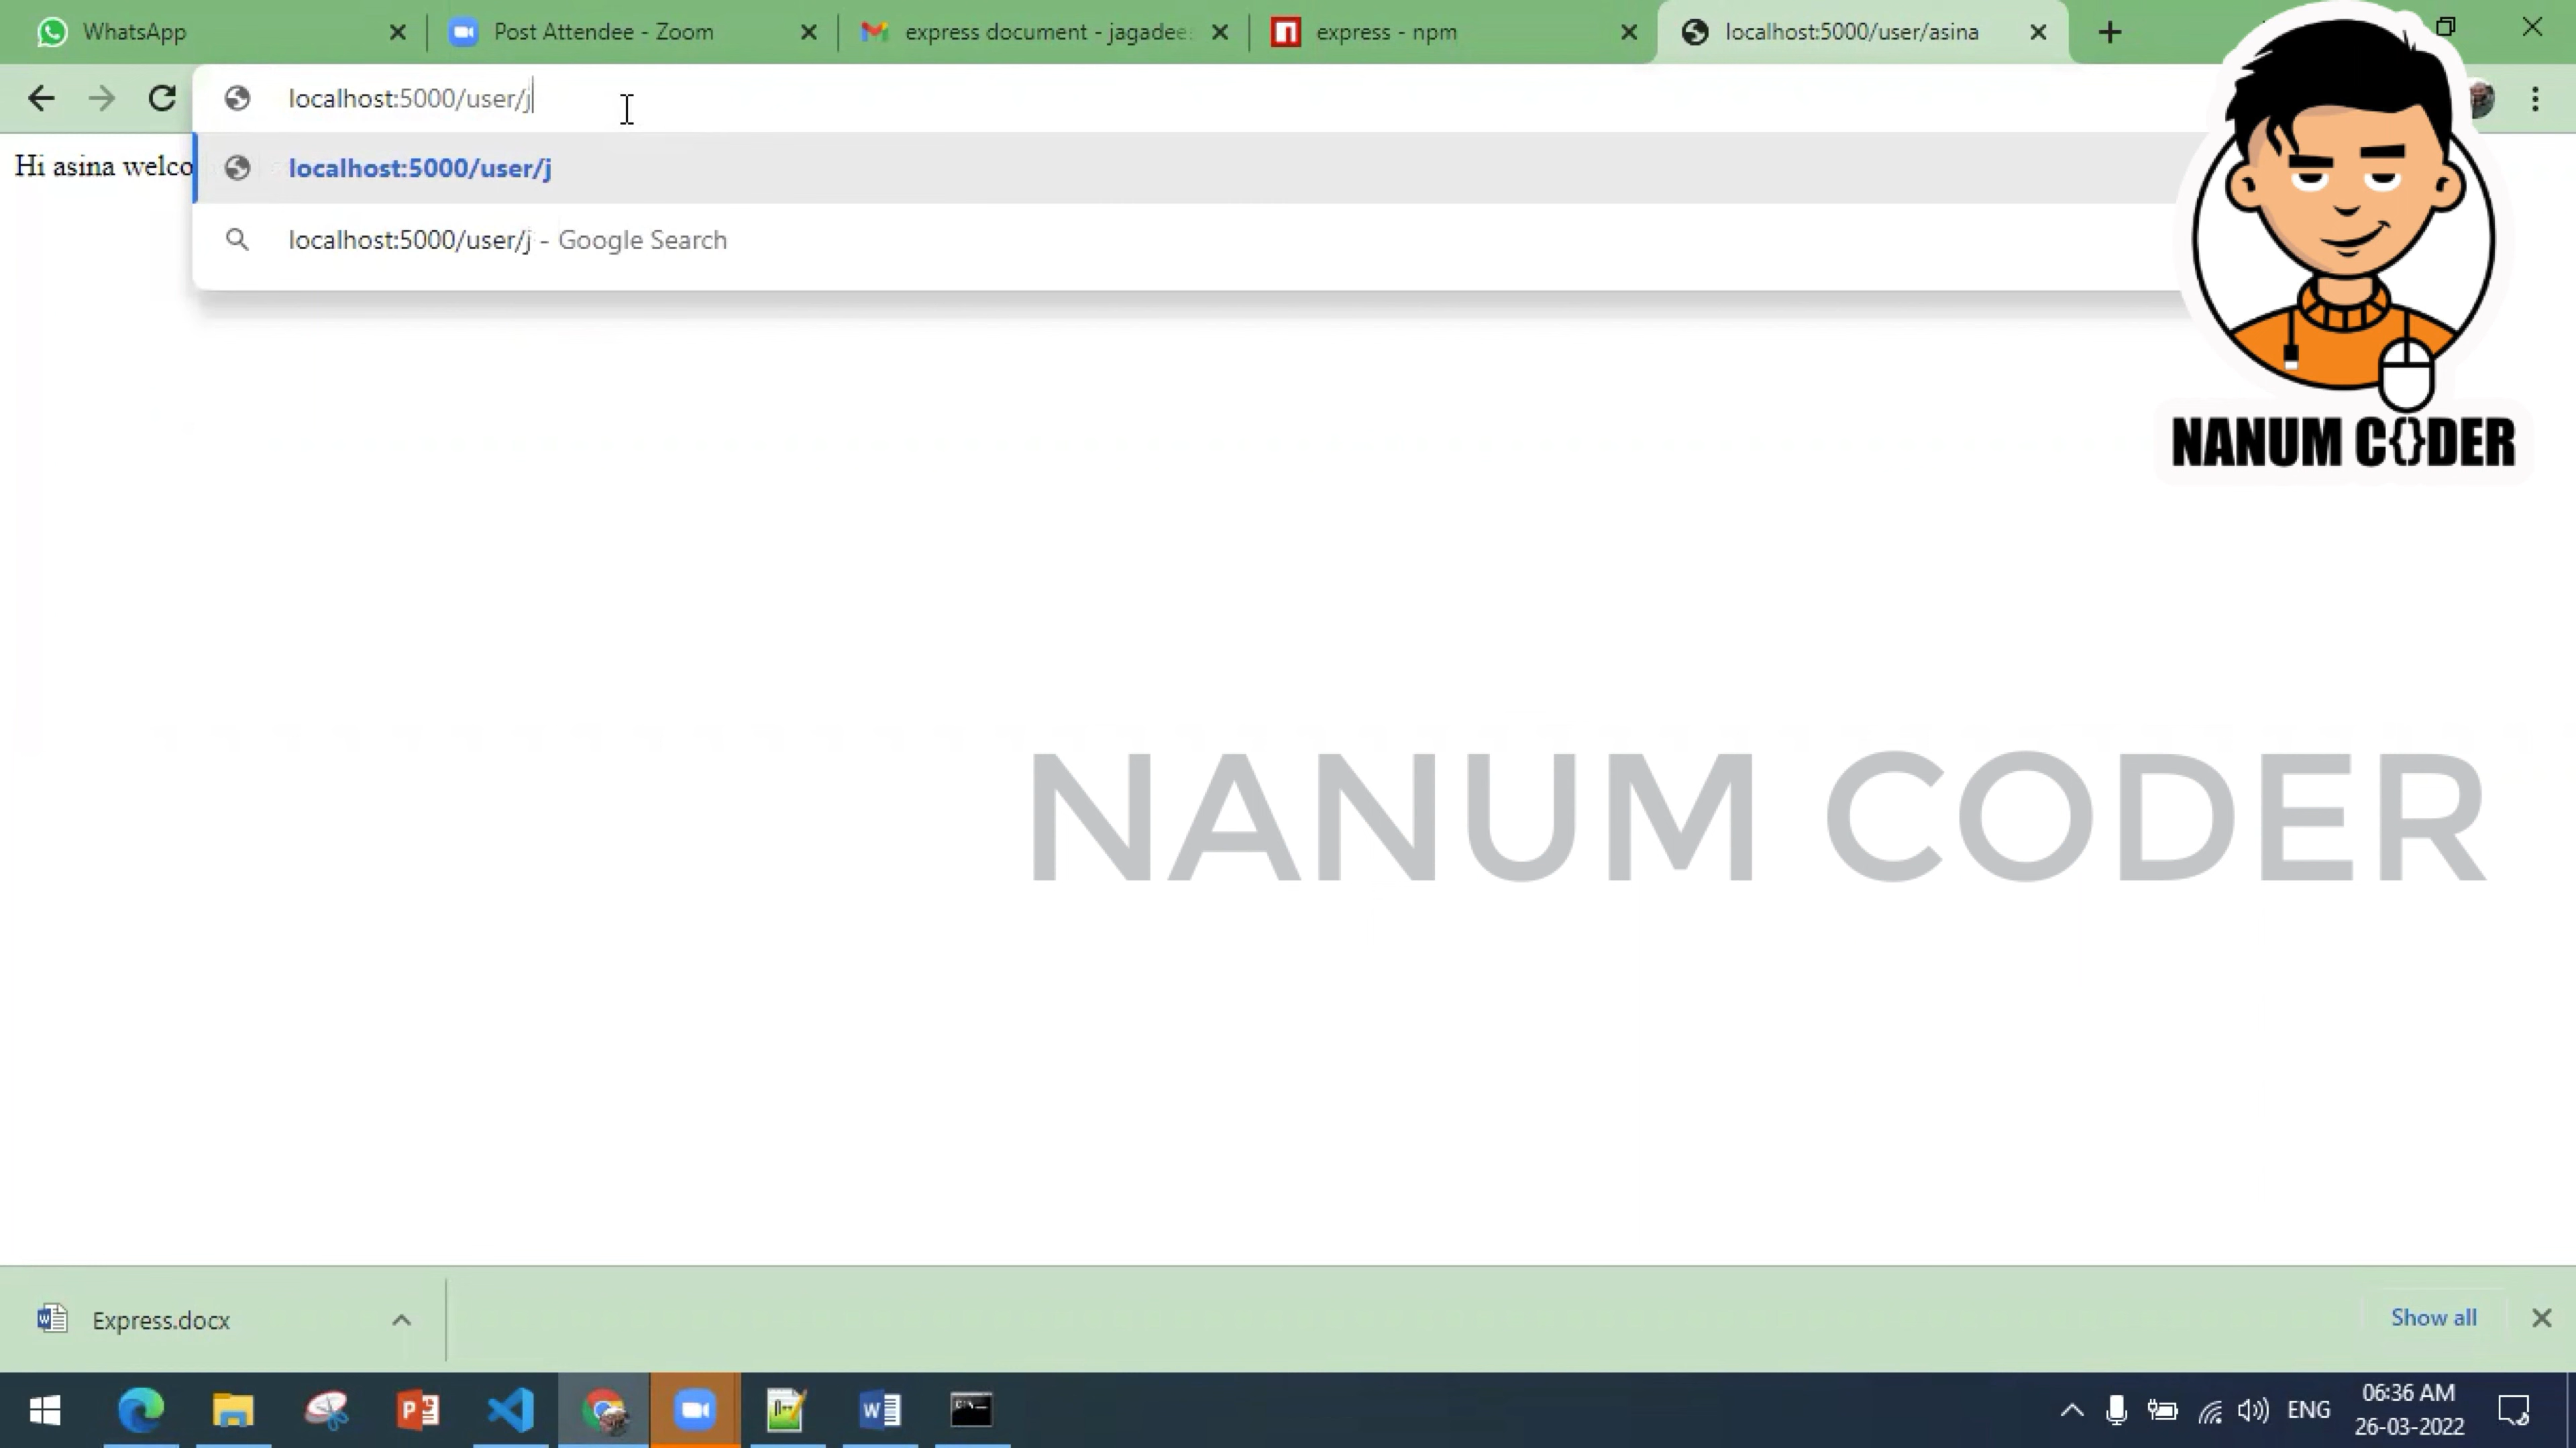 WhatsApp
Post Attendee - Zoom
express document - jagadees
express - npm
localhost:5000/user/asina
localhost:5000/user/j
Hi asina welco
localhost:5000/user/j
localhost:5000/user/j - Google Search
NANUM C{}DER
NANUM CODER
Express.docx
Show all
ENG
06:36 AM
26-03-2022